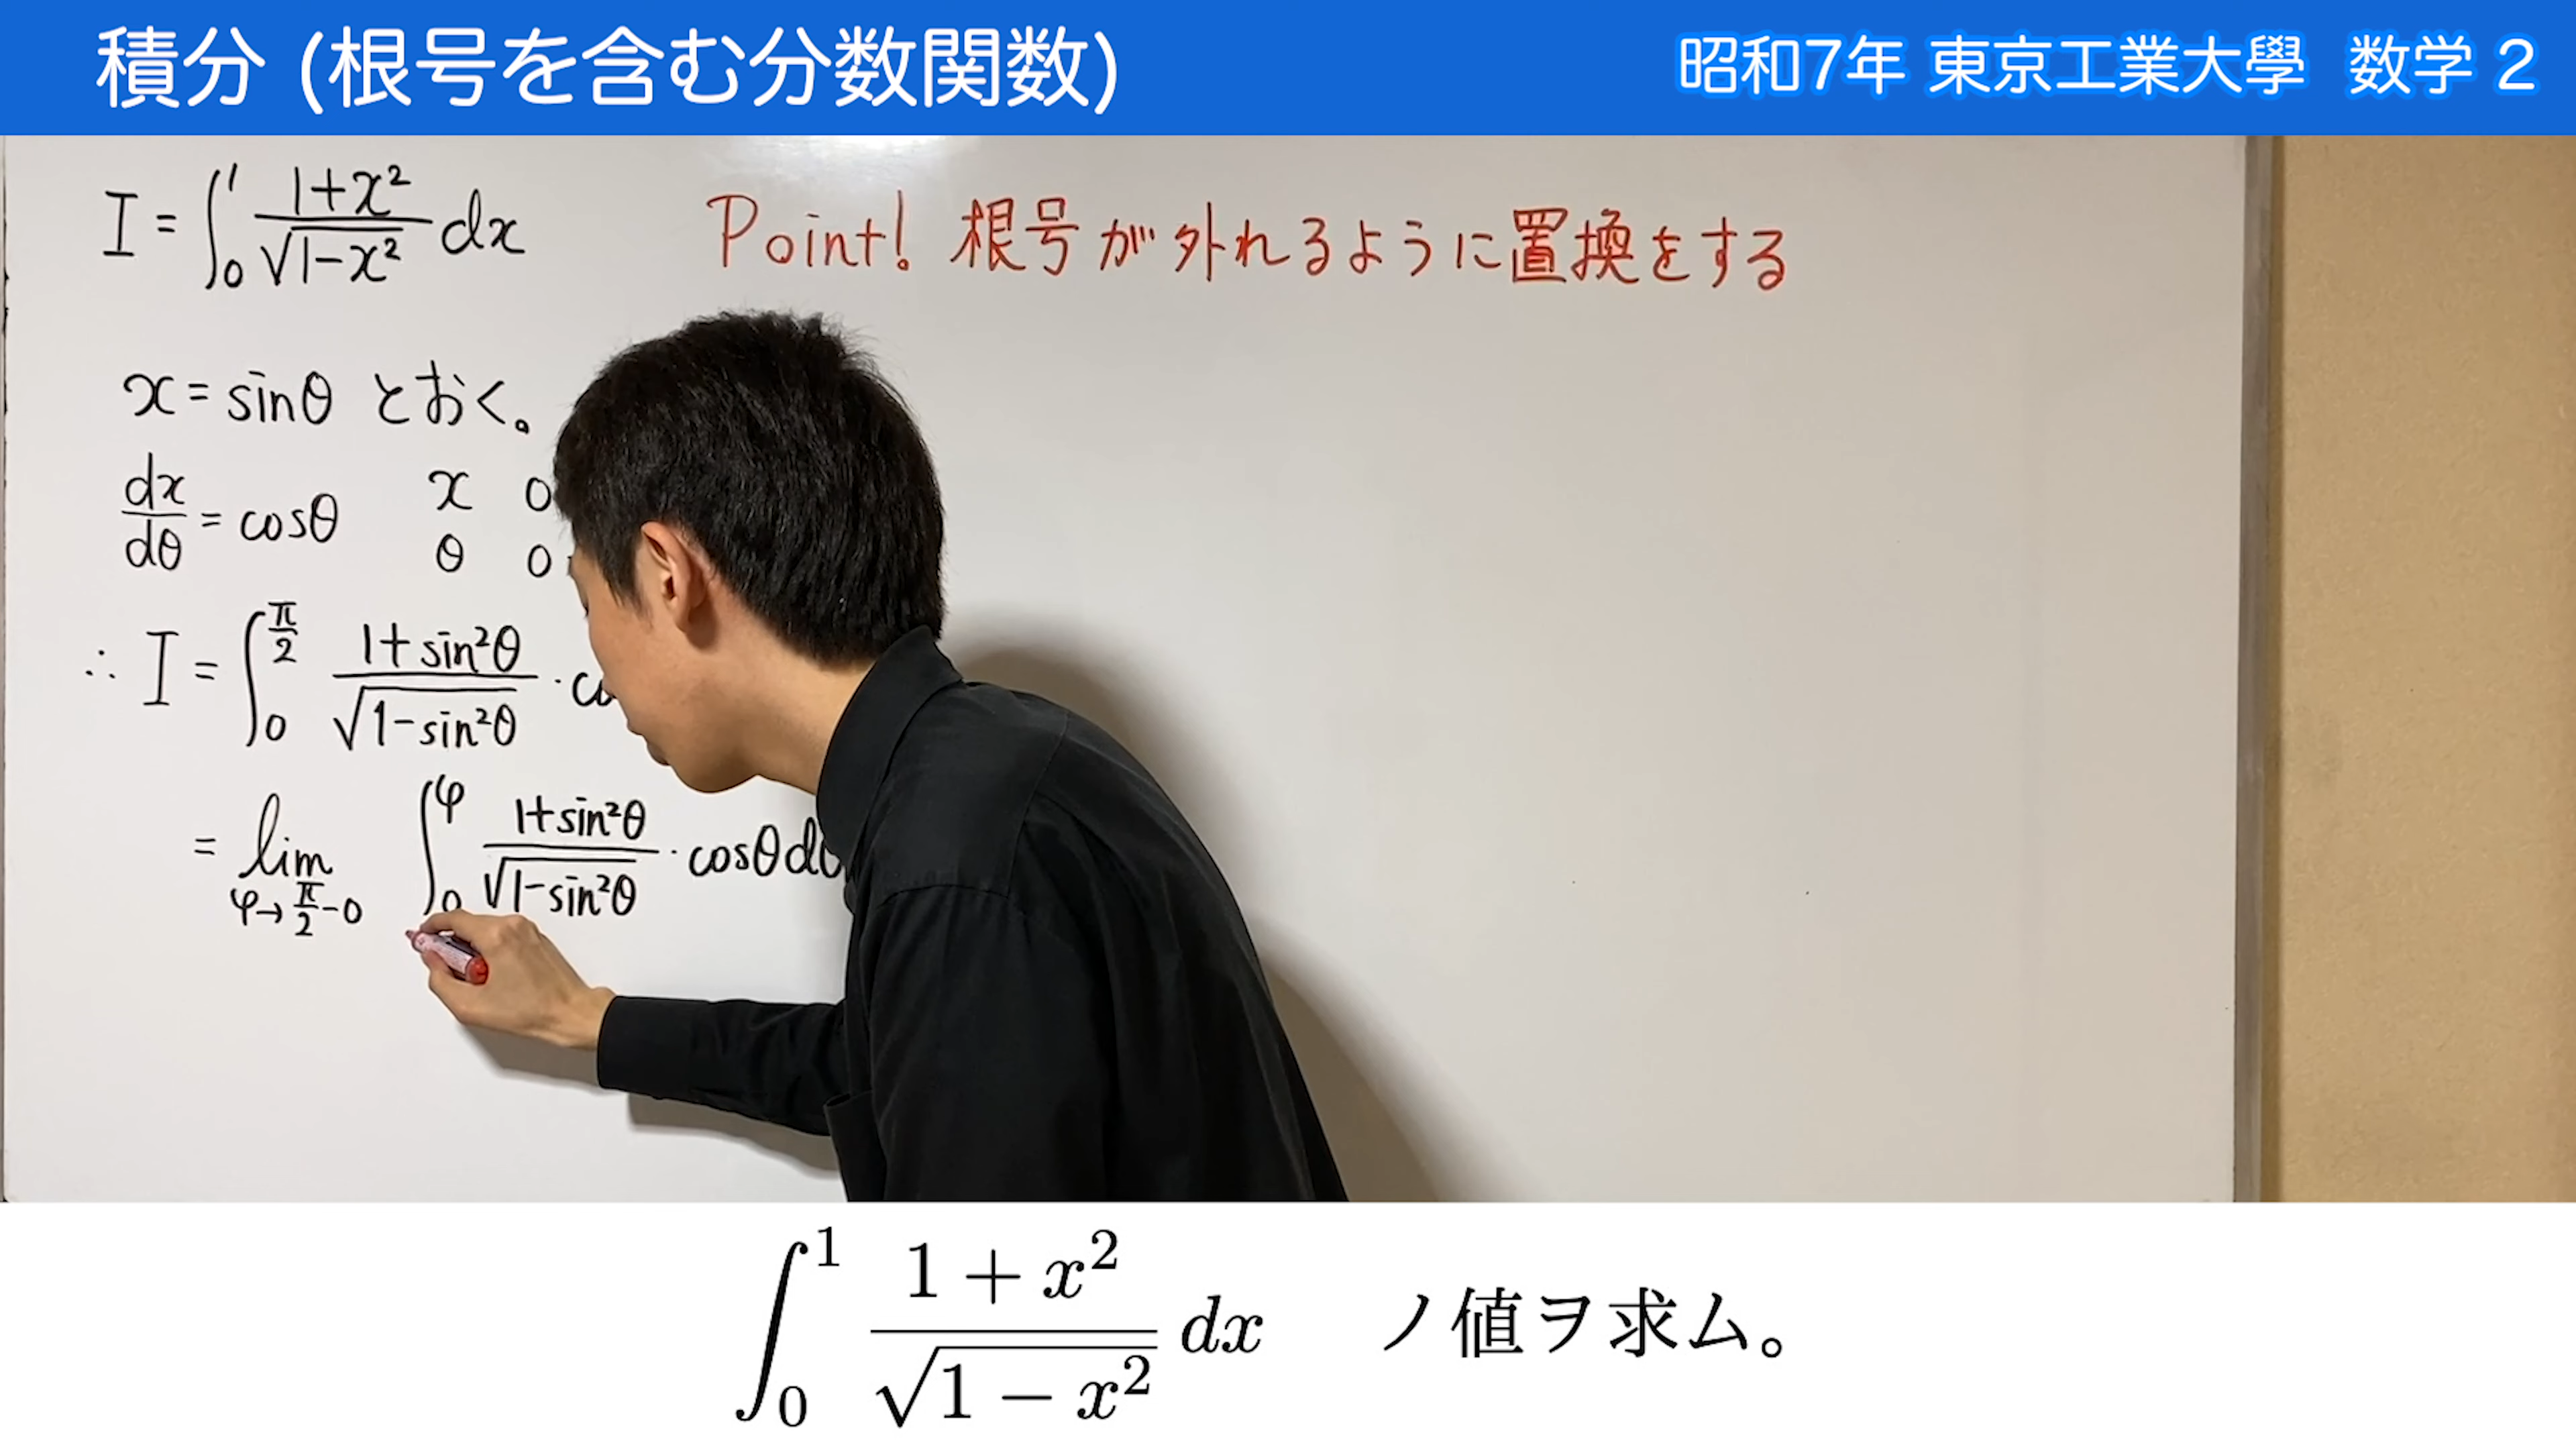 積分 (根号を含む分数関数)
昭和7年 東京工業大學 数学 2
I = ∫₀¹ (1+x²)/√(1-x²) dx
Point! 根号が外れるように置換をする
x = sinθ とおく。
dx/dθ = cosθ
x 0
θ 0
∴ I = ∫₀^(π/2) (1+sin²θ)/√(1-sin²θ) ·
= lim_(φ→π/2-0) ∫₀^φ (1+sin²θ)/√(1-sin²θ) · cosθdθ
∫₀¹ (1+x²)/√(1-x²) dx ノ値ヲ求ム。